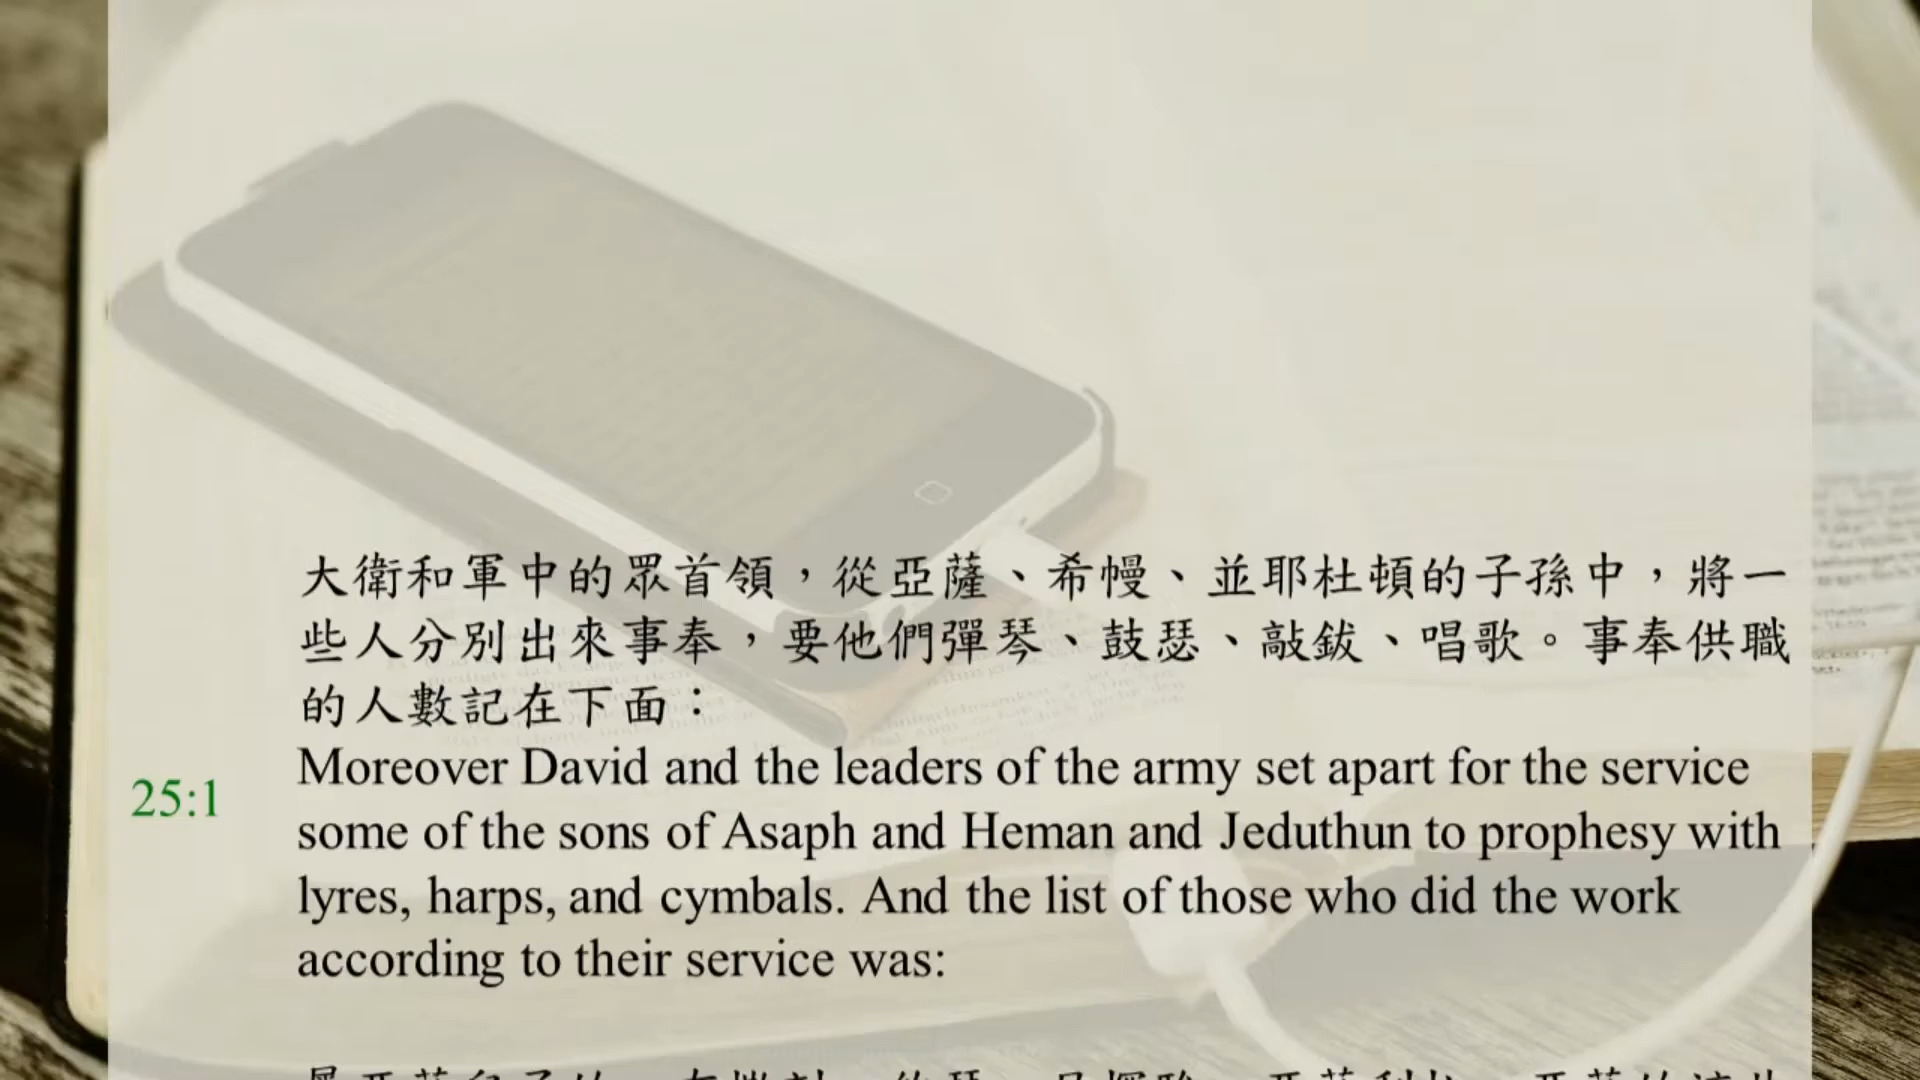 大衛和軍中的眾首領，從亞薩、希幔、並耶杜頓的子孫中，將一
些人分別出來事奉，要他們彈琴、鼓瑟、敲鈸、唱歌。事奉供職
的人數記在下面：
25:1
Moreover David and the leaders of the army set apart for the service
some of the sons of Asaph and Heman and Jeduthun to prophesy with
lyres, harps, and cymbals. And the list of those who did the work
according to their service was: